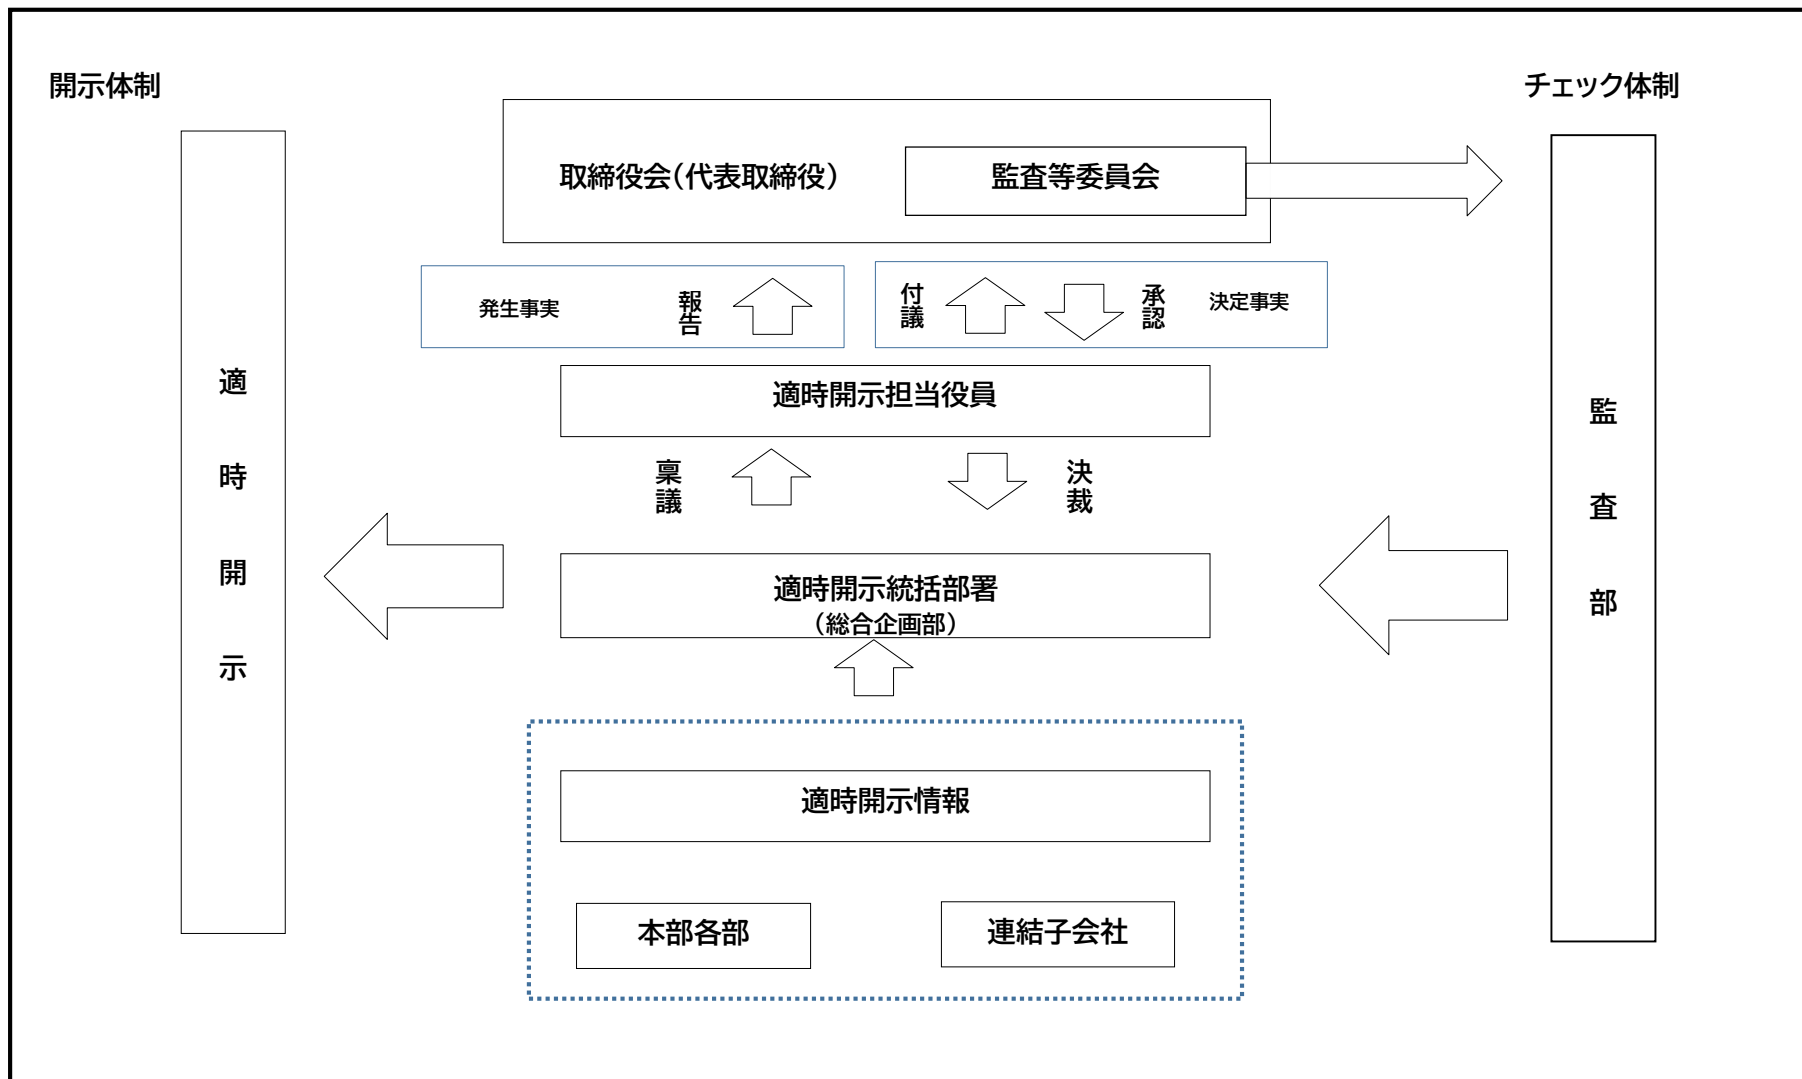 開示体制
チェック体制
取締役会（代表取締役）
監査等委員会
発生事実
報告
付議
承認
決定事実
適時開示担当役員
稟議
決裁
適時開示統括部署
（総合企画部）
適時開示情報
本部各部
連結子会社
適時開示
監査部